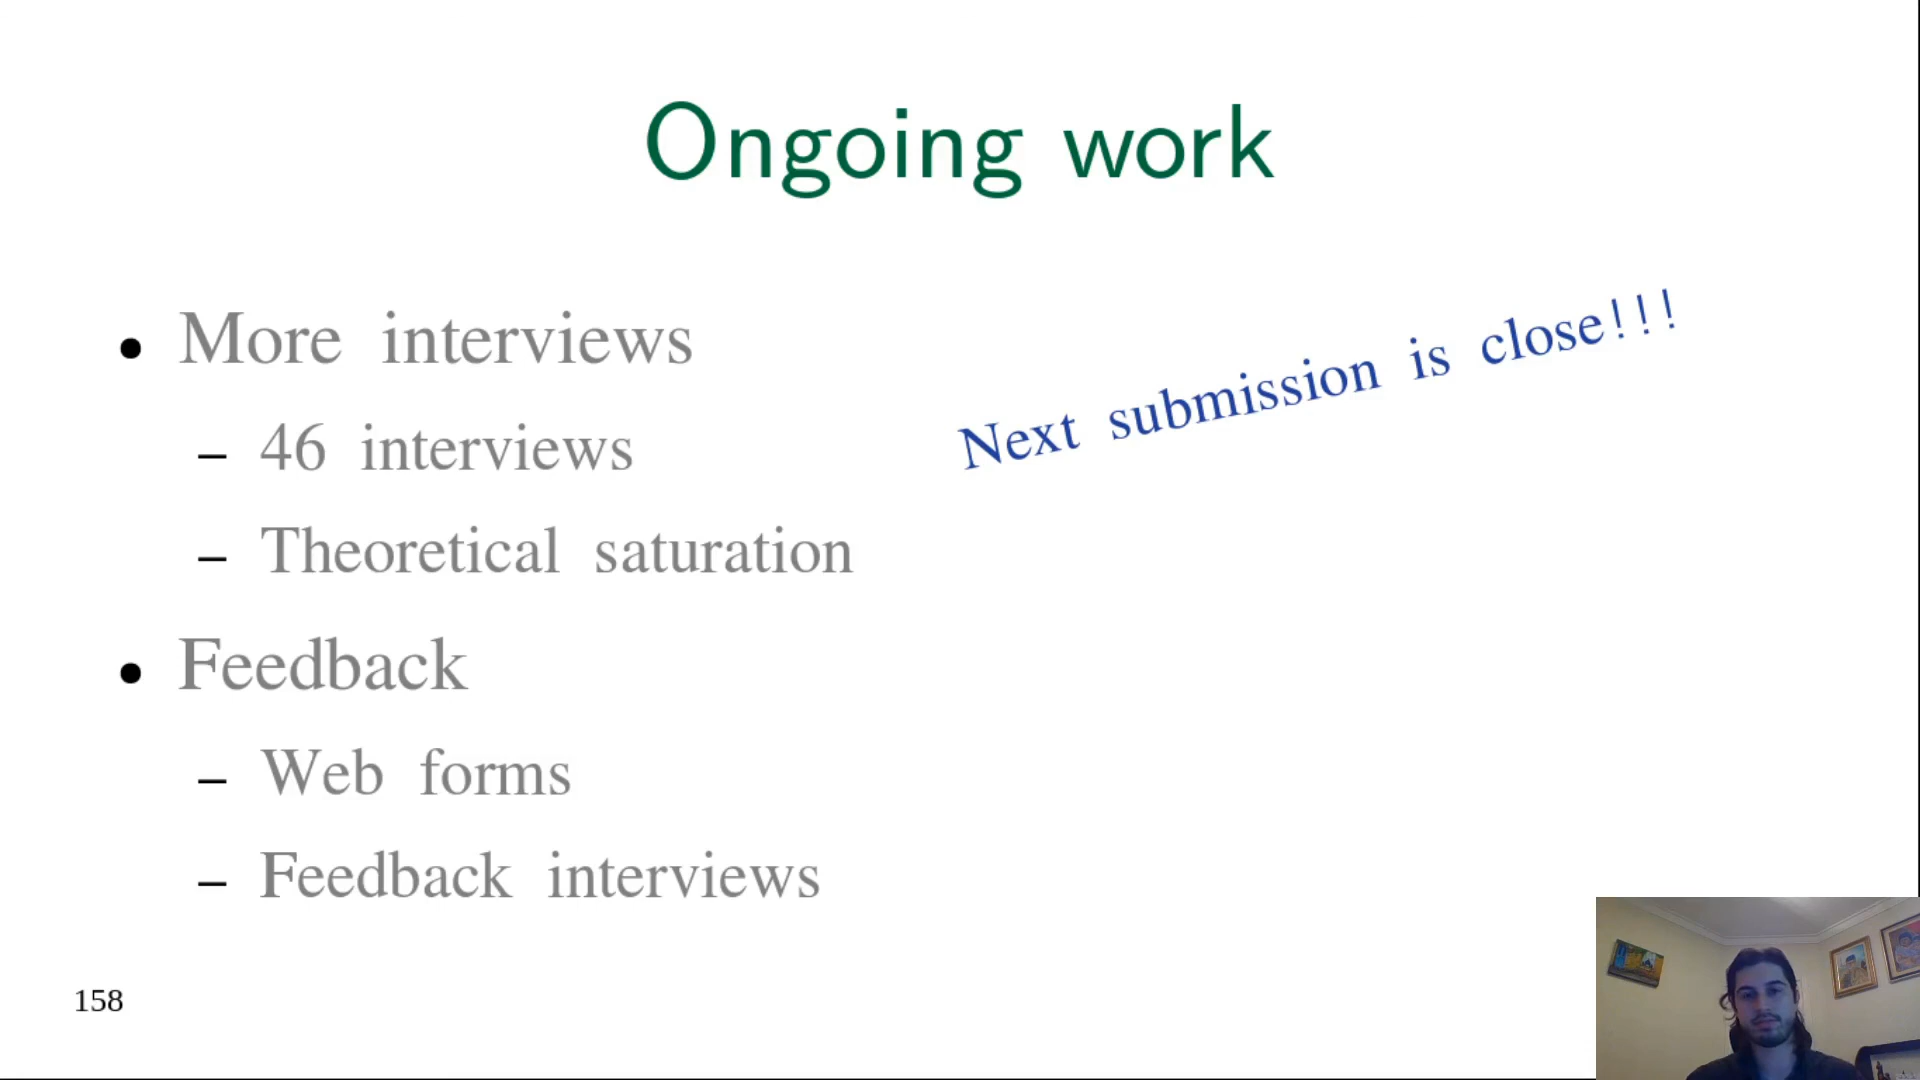 Ongoing work
• More interviews
– 46 interviews
– Theoretical saturation
• Feedback
– Web forms
– Feedback interviews
Next submission is close!!!
158